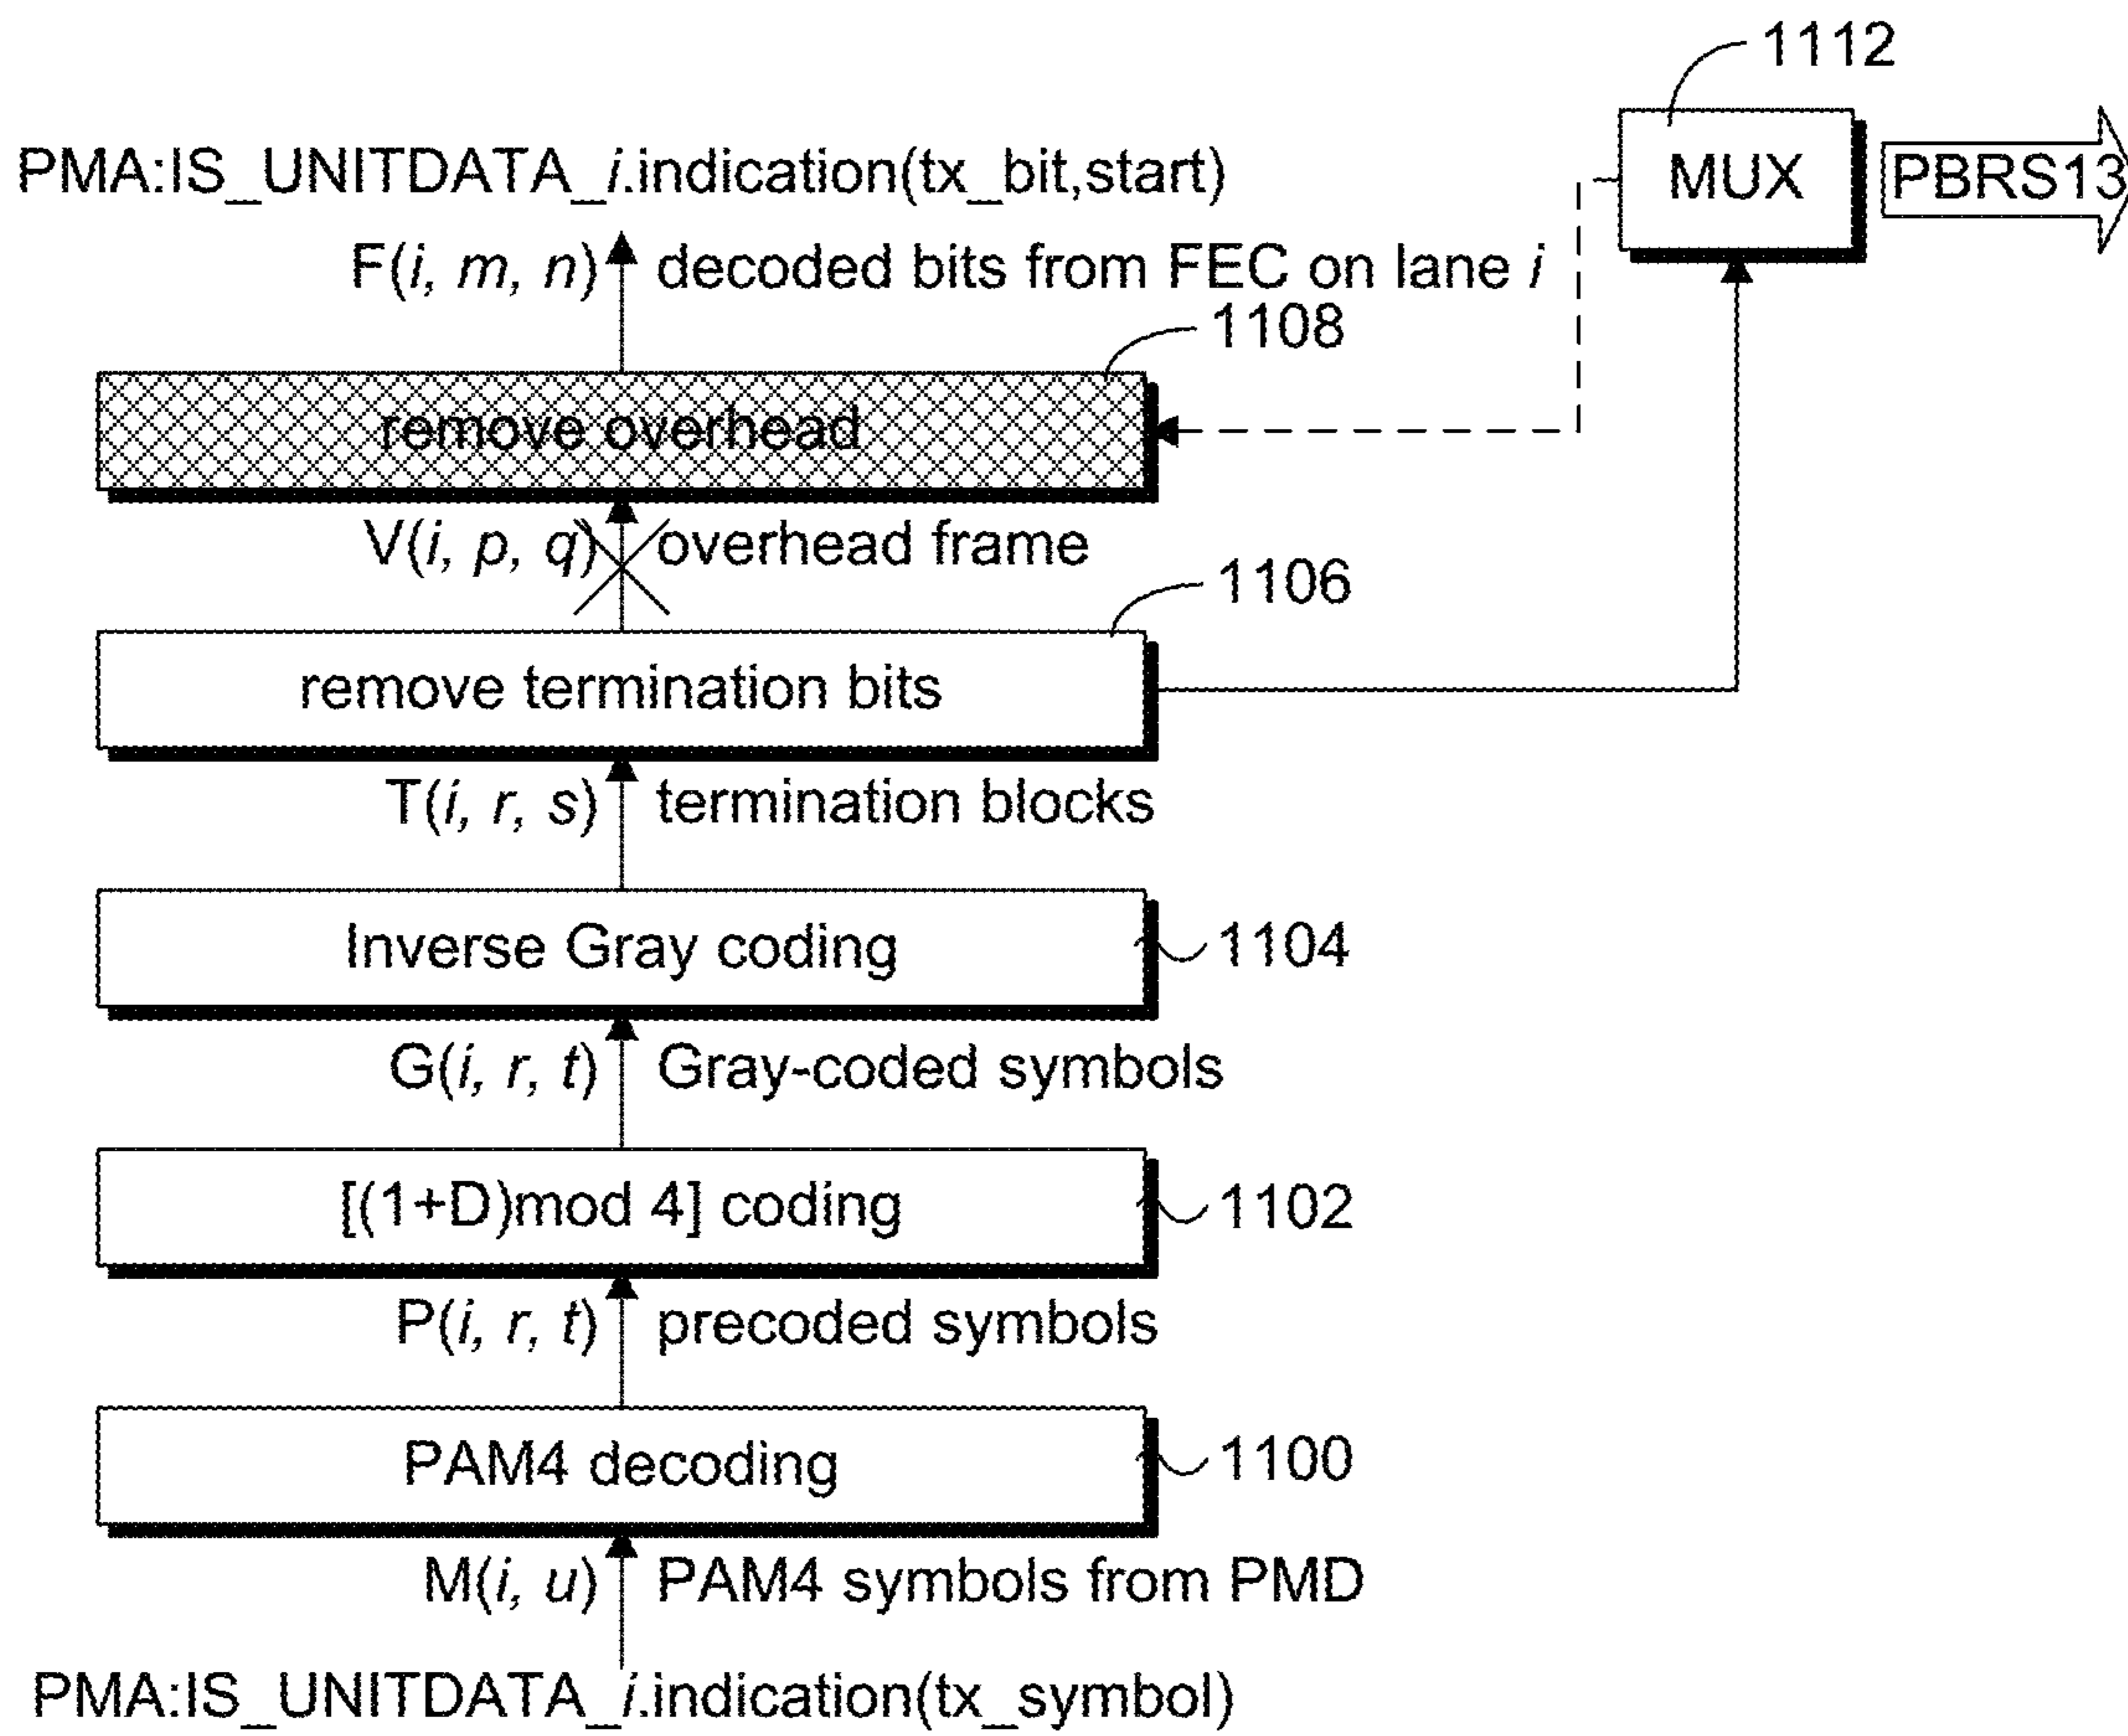 1112
MUX
PBRS13
PMA:IS_UNITDATA_i.indication(tx_bit,start)
F(i, m, n) decoded bits from FEC on lane i
1108
remove overhead
V(i, p, q) overhead frame
1106
remove termination bits
T(i, r, s) termination blocks
Inverse Gray coding
1104
G(i, r, t) Gray-coded symbols
[(1+D)mod 4] coding
1102
P(i, r, t) precoded symbols
PAM4 decoding
1100
M(i, u) PAM4 symbols from PMD
PMA:IS_UNITDATA_i.indication(tx_symbol)